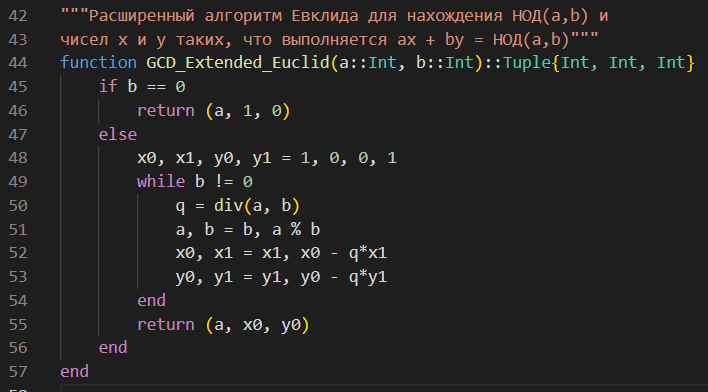 42 """Расширенный алгоритм Евклида для нахождения НОД(a,b) и
43 чисел x и y таких, что выполняется ax + by = НОД(a,b)"""
44 function GCD_Extended_Euclid(a::Int, b::Int)::Tuple{Int, Int, Int}
45     if b == 0
46         return (a, 1, 0)
47     else
48         x0, x1, y0, y1 = 1, 0, 0, 1
49         while b != 0
50             q = div(a, b)
51             a, b = b, a % b
52             x0, x1 = x1, x0 - q*x1
53             y0, y1 = y1, y0 - q*y1
54         end
55         return (a, x0, y0)
56     end
57 end